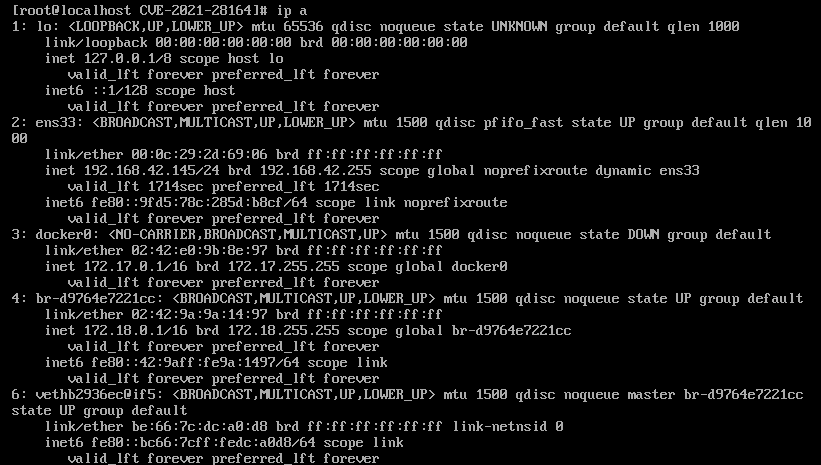 [root@localhost CVE-2021-28164]# ip a
1: lo: <LOOPBACK,UP,LOWER_UP> mtu 65536 qdisc noqueue state UNKNOWN group default qlen 1000
    link/loopback 00:00:00:00:00:00 brd 00:00:00:00:00:00
    inet 127.0.0.1/8 scope host lo
       valid_lft forever preferred_lft forever
    inet6 ::1/128 scope host
       valid_lft forever preferred_lft forever
2: ens33: <BROADCAST,MULTICAST,UP,LOWER_UP> mtu 1500 qdisc pfifo_fast state UP group default qlen 10
00
    link/ether 00:0c:29:2d:69:06 brd ff:ff:ff:ff:ff:ff
    inet 192.168.42.145/24 brd 192.168.42.255 scope global noprefixroute dynamic ens33
       valid_lft 1714sec preferred_lft 1714sec
    inet6 fe80::9fd5:78c:285d:b8cf/64 scope link noprefixroute
       valid_lft forever preferred_lft forever
3: docker0: <NO-CARRIER,BROADCAST,MULTICAST,UP> mtu 1500 qdisc noqueue state DOWN group default
    link/ether 02:42:e0:9b:8e:97 brd ff:ff:ff:ff:ff:ff
    inet 172.17.0.1/16 brd 172.17.255.255 scope global docker0
       valid_lft forever preferred_lft forever
4: br-d9764e7221cc: <BROADCAST,MULTICAST,UP,LOWER_UP> mtu 1500 qdisc noqueue state UP group default
    link/ether 02:42:9a:9a:14:97 brd ff:ff:ff:ff:ff:ff
    inet 172.18.0.1/16 brd 172.18.255.255 scope global br-d9764e7221cc
       valid_lft forever preferred_lft forever
    inet6 fe80::42:9aff:fe9a:1497/64 scope link
       valid_lft forever preferred_lft forever
6: vethb2936ec@if5: <BROADCAST,MULTICAST,UP,LOWER_UP> mtu 1500 qdisc noqueue master br-d9764e7221cc
state UP group default
    link/ether be:66:7c:dc:a0:d8 brd ff:ff:ff:ff:ff:ff link-netnsid 0
    inet6 fe80::bc66:7cff:fedc:a0d8/64 scope link
       valid_lft forever preferred_lft forever